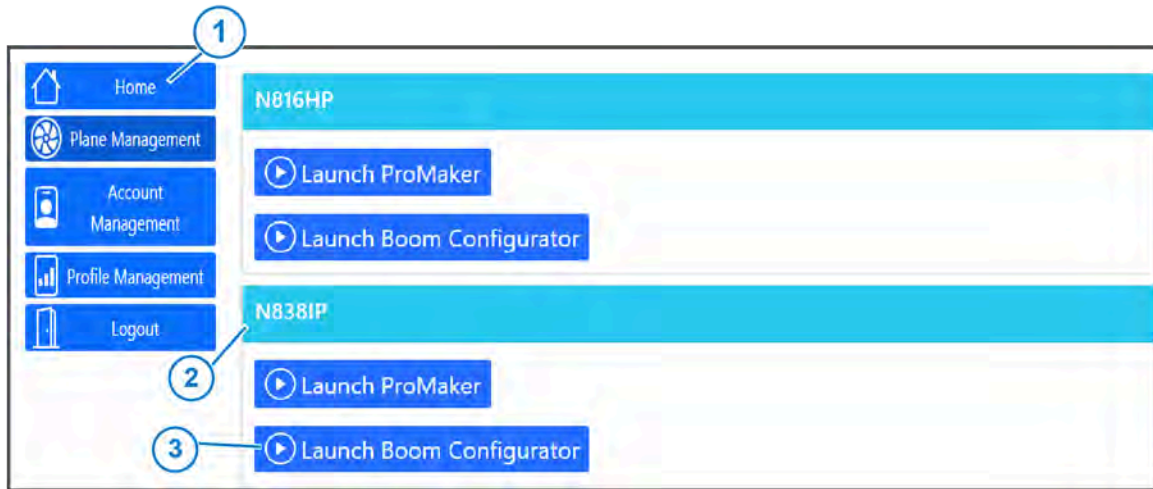 1
Home
Plane Management
Account
Management
Profile Management
Logout
N816HP
Launch ProMaker
Launch Boom Configurator
2
N838IP
Launch ProMaker
3
Launch Boom Configurator